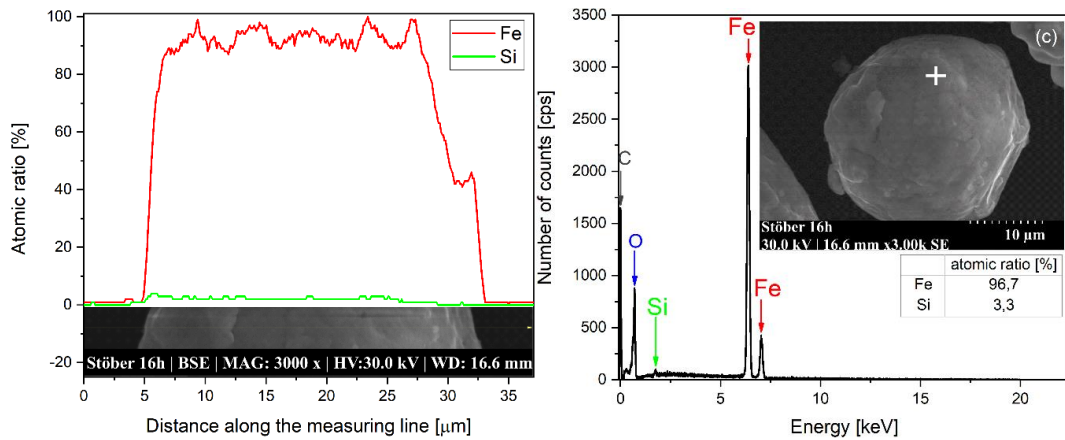 Atomic ratio [%]
100
80
60
40
20
0
-20
Fe
Si
Stöber 16h | BSE | MAG: 3000 x | HV:30.0 kV | WD: 16.6 mm
0 5 10 15 20 25 30 35
Distance along the measuring line [μm]
Number of counts [cps]
3500
3000
2500
2000
1500
1000
500
0
C
O
Si
Fe
Fe
(c)
Stöber 16h
30.0 kV | 16.6 mm x3.00k SE
10 μm
atomic ratio [%]
Fe 96,7
Si 3,3
0 5 10 15 20
Energy [keV]